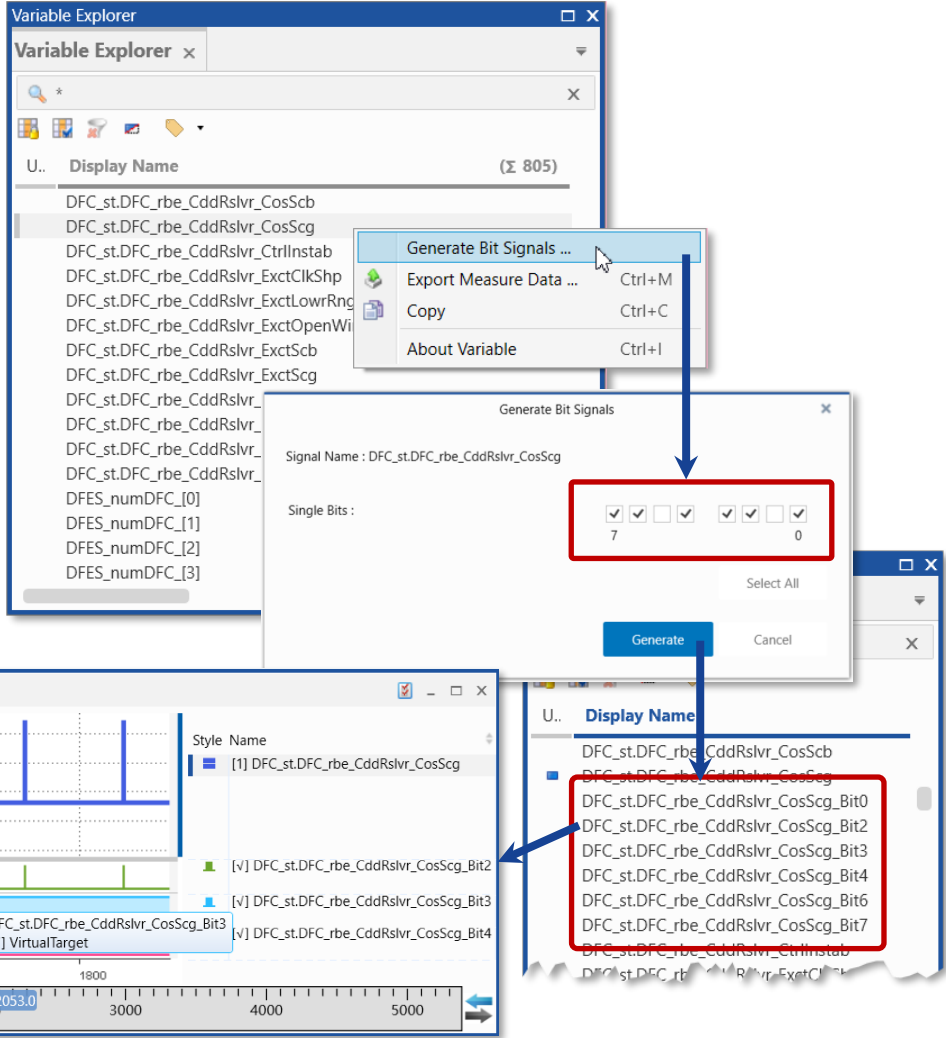 Variable Explorer
Variable Explorer
*
U.. Display Name (Σ 805)
DFC_st.DFC_rbe_CddRslvr_CosScb
DFC_st.DFC_rbe_CddRslvr_CosScg
DFC_st.DFC_rbe_CddRslvr_CtrlInstab
DFC_st.DFC_rbe_CddRslvr_ExctClkShp
DFC_st.DFC_rbe_CddRslvr_ExctLowrRng
DFC_st.DFC_rbe_CddRslvr_ExctOpenWi
DFC_st.DFC_rbe_CddRslvr_ExctScb
DFC_st.DFC_rbe_CddRslvr_ExctScg
DFC_st.DFC_rbe_CddRslvr_
DFC_st.DFC_rbe_CddRslvr_
DFC_st.DFC_rbe_CddRslvr_
DFC_st.DFC_rbe_CddRslvr_
DFES_numDFC_[0]
DFES_numDFC_[1]
DFES_numDFC_[2]
DFES_numDFC_[3]
Generate Bit Signals ...
Export Measure Data ... Ctrl+M
Copy Ctrl+C
About Variable Ctrl+I
Generate Bit Signals
Signal Name : DFC_st.DFC_rbe_CddRslvr_CosScg
Single Bits :
7 0
Select All
Generate Cancel
U.. Display Name
DFC_st.DFC_rbe_CddRslvr_CosScb
DFC_st.DFC_rbe_CddRslvr_CosScg
DFC_st.DFC_rbe_CddRslvr_CosScg_Bit0
DFC_st.DFC_rbe_CddRslvr_CosScg_Bit2
DFC_st.DFC_rbe_CddRslvr_CosScg_Bit3
DFC_st.DFC_rbe_CddRslvr_CosScg_Bit4
DFC_st.DFC_rbe_CddRslvr_CosScg_Bit6
DFC_st.DFC_rbe_CddRslvr_CosScg_Bit7
DFC_st.DFC_rbe_CddRslvr_CtrlInstab
Style Name
[1] DFC_st.DFC_rbe_CddRslvr_CosScg
[√] DFC_st.DFC_rbe_CddRslvr_CosScg_Bit2
[√] DFC_st.DFC_rbe_CddRslvr_CosScg_Bit3
[√] DFC_st.DFC_rbe_CddRslvr_CosScg_Bit4
FC_st.DFC_rbe_CddRslvr_CosScg_Bit3
] VirtualTarget
1800
2053.0
3000 4000 5000